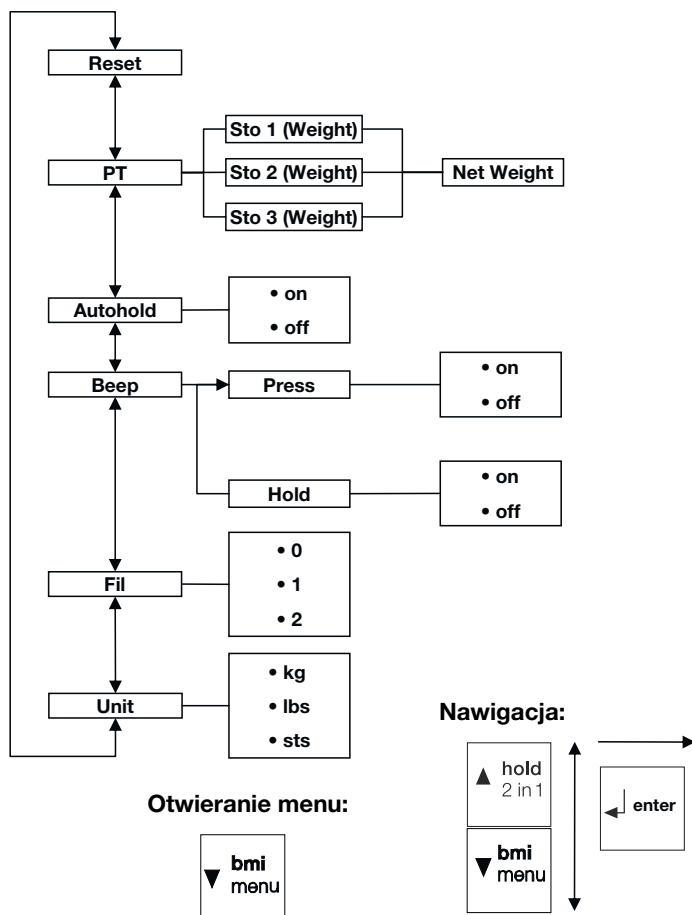 Reset
PT
Sto 1 (Weight)
Sto 2 (Weight)
Sto 3 (Weight)
Net Weight
Autohold
• on
• off
Beep
Press
• on
• off
Hold
• on
• off
Fil
• 0
• 1
• 2
Unit
• kg
• lbs
• sts
Otwieranie menu:
bmi
menu
Nawigacja:
hold
2 in 1
bmi
menu
enter